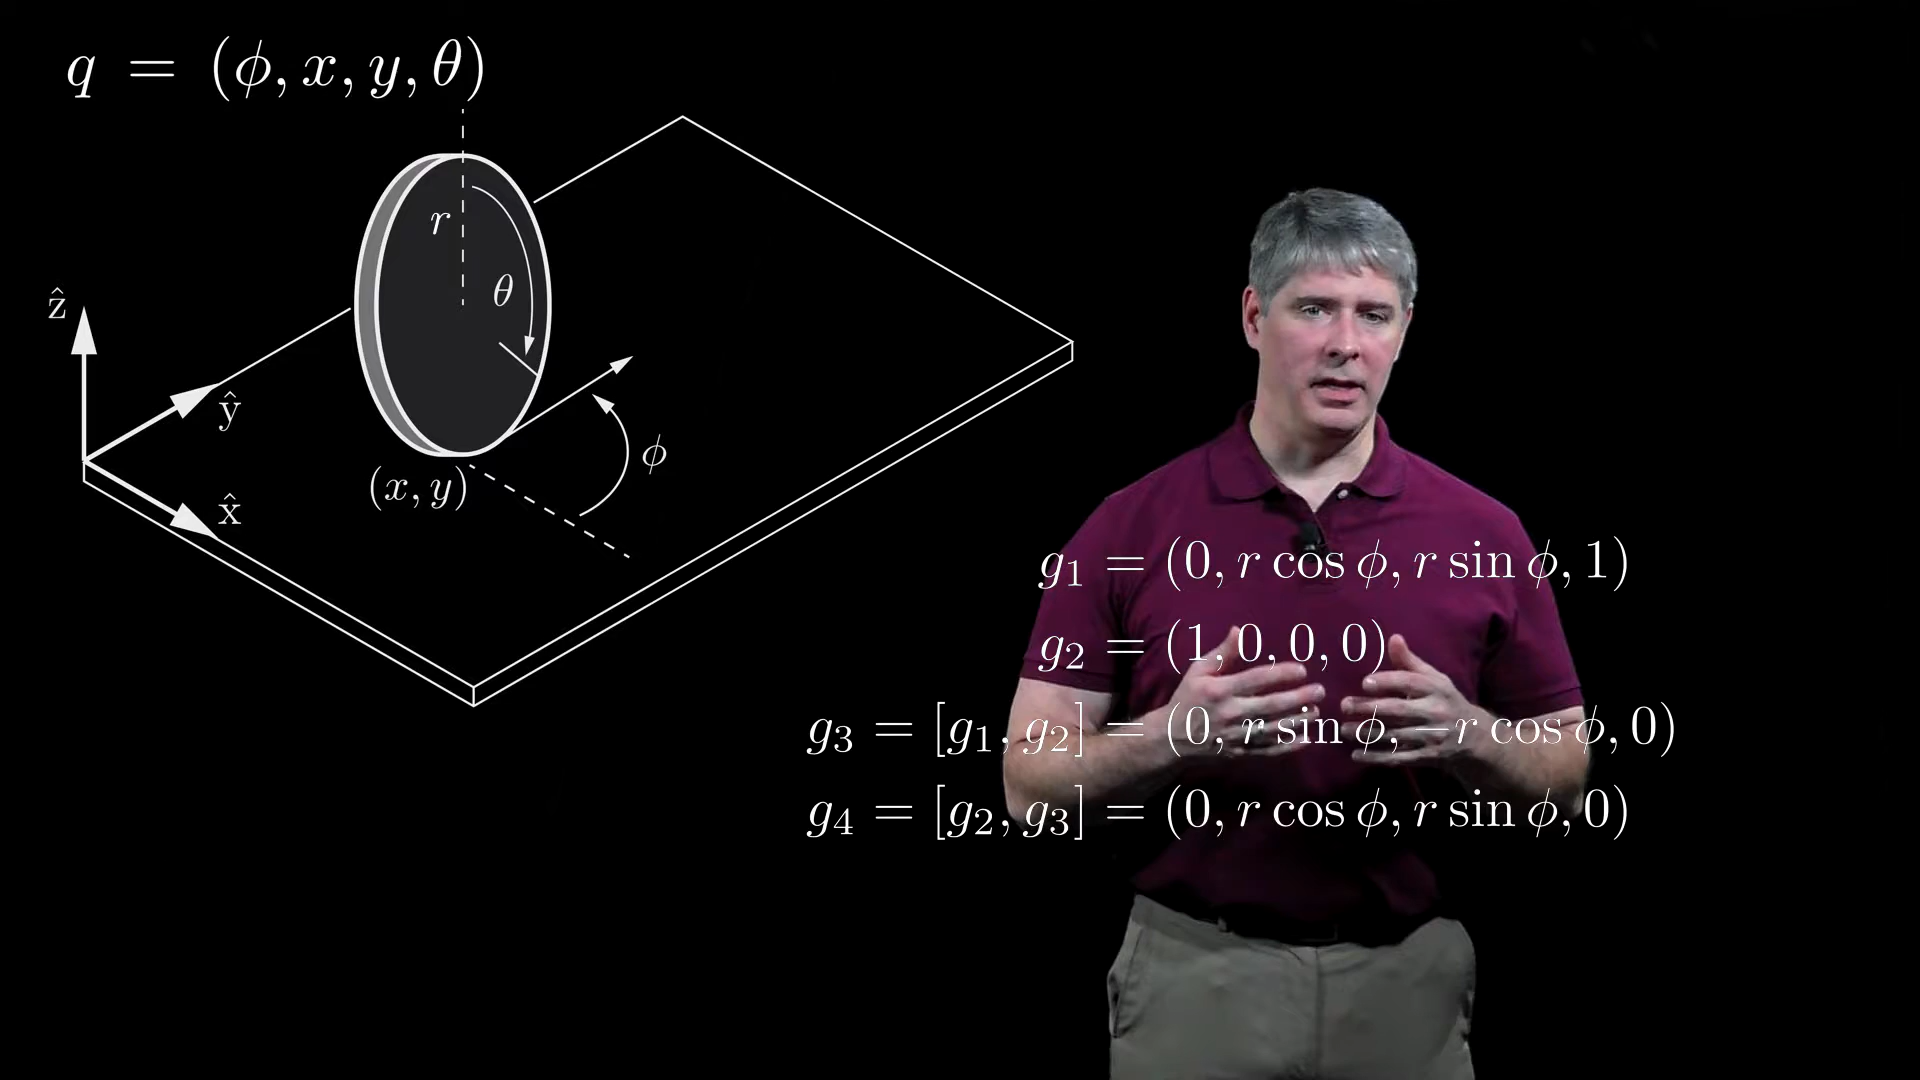 q = (ϕ, x, y, θ)
r
θ
ẑ
ŷ
ϕ
(x, y)
x̂
g₁ = (0, r cos ϕ, r sin ϕ, 1)
g₂ = (1, 0, 0, 0)
g₃ = [g₁, g₂] = (0, r sin ϕ, −r cos ϕ, 0)
g₄ = [g₂, g₃] = (0, r cos ϕ, r sin ϕ, 0)